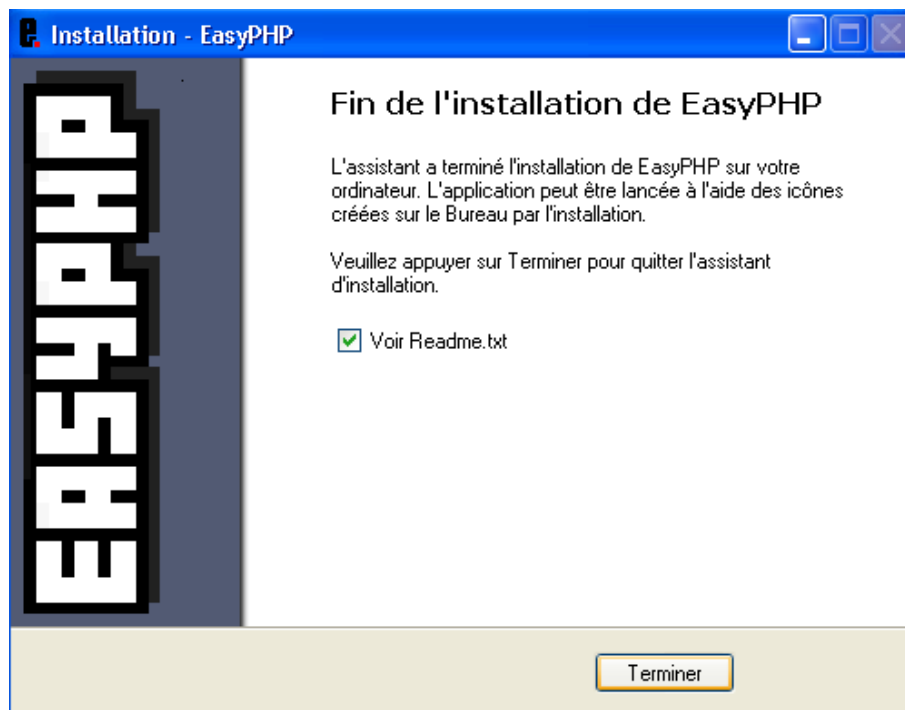 Installation - EasyPHP
EASYPHP
Fin de l'installation de EasyPHP
L'assistant a terminé l'installation de EasyPHP sur votre
ordinateur. L'application peut être lancée à l'aide des icônes
créées sur le Bureau par l'installation.
Veuillez appuyer sur Terminer pour quitter l'assistant
d'installation.
Voir Readme.txt
Terminer